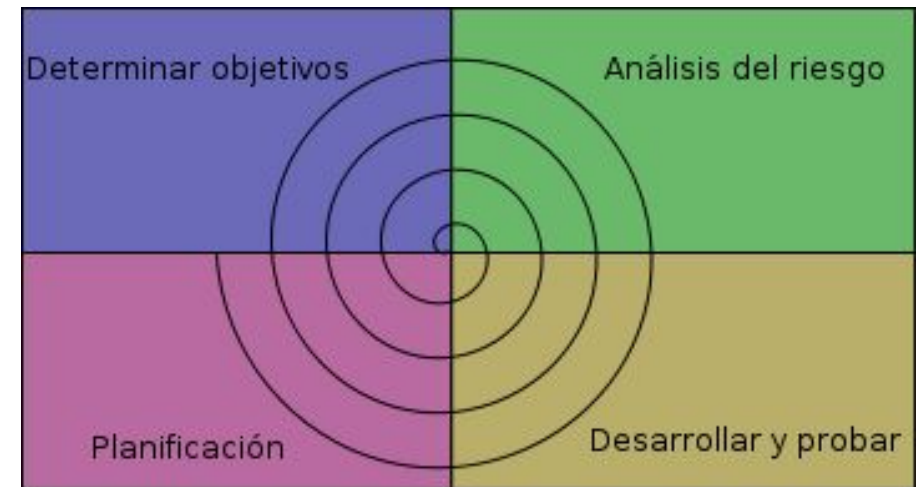 Determinar objetivos
Análisis del riesgo
Planificación
Desarrollar y probar